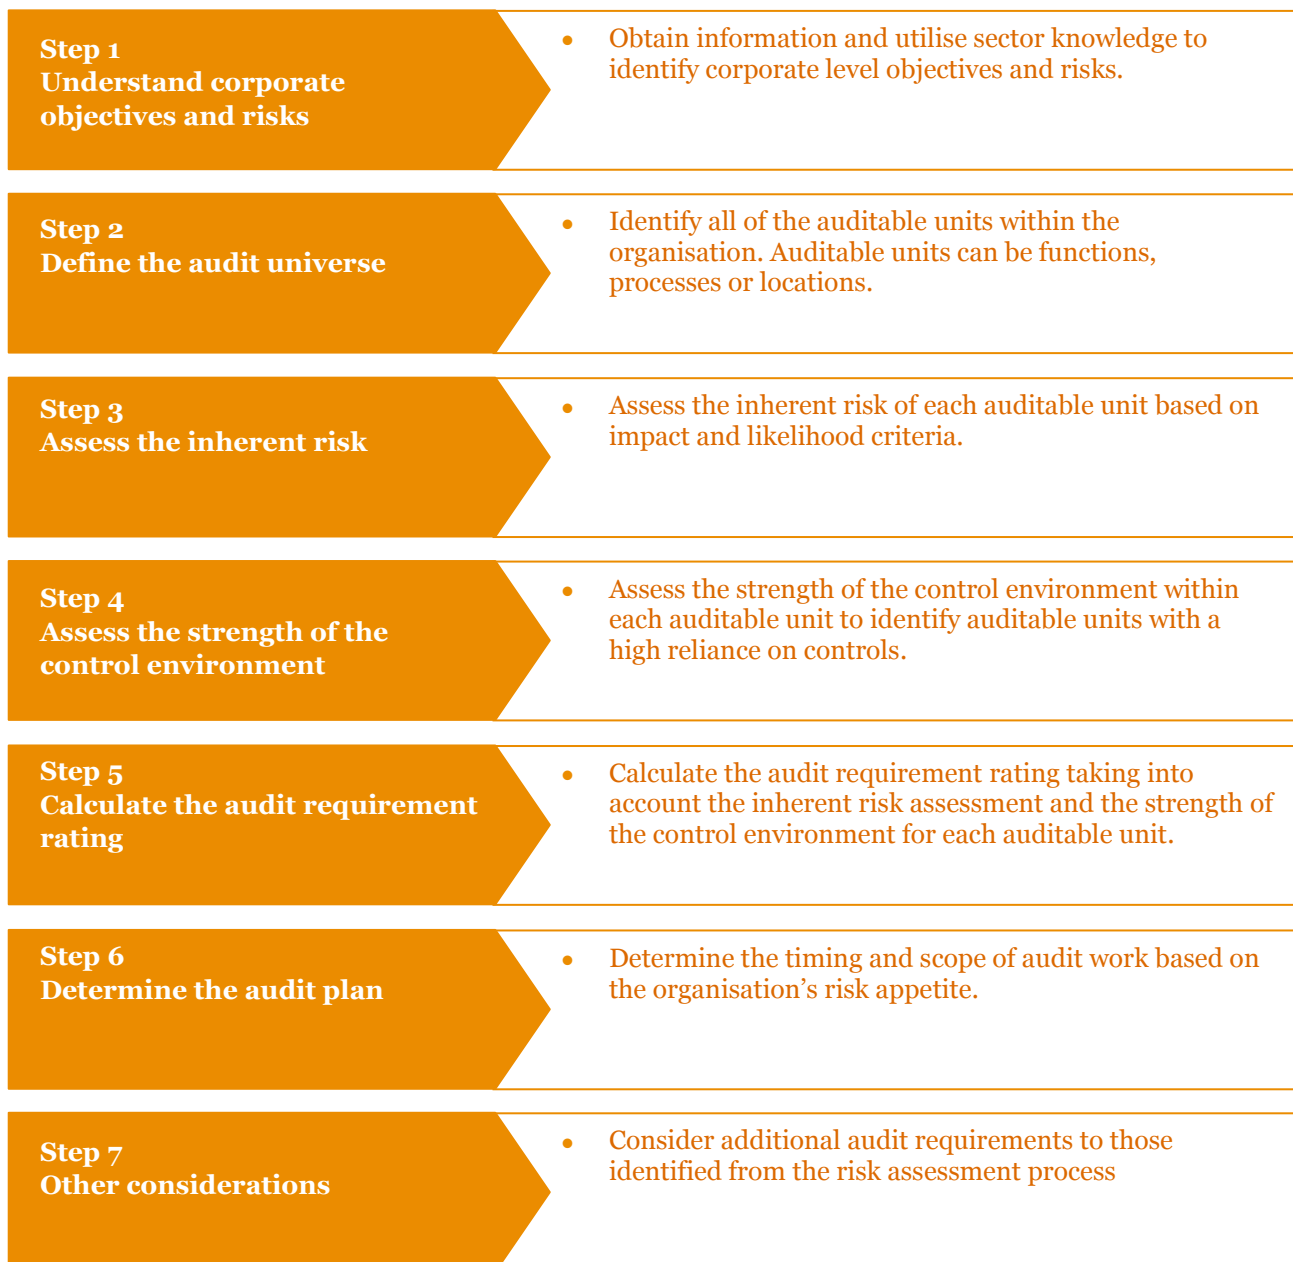 Step 1
Understand corporate
objectives and risks
• Obtain information and utilise sector knowledge to
identify corporate level objectives and risks.
Step 2
Define the audit universe
• Identify all of the auditable units within the
organisation. Auditable units can be functions,
processes or locations.
Step 3
Assess the inherent risk
• Assess the inherent risk of each auditable unit based on
impact and likelihood criteria.
Step 4
Assess the strength of the
control environment
• Assess the strength of the control environment within
each auditable unit to identify auditable units with a
high reliance on controls.
Step 5
Calculate the audit requirement
rating
• Calculate the audit requirement rating taking into
account the inherent risk assessment and the strength of
the control environment for each auditable unit.
Step 6
Determine the audit plan
• Determine the timing and scope of audit work based on
the organisation’s risk appetite.
Step 7
Other considerations
• Consider additional audit requirements to those
identified from the risk assessment process